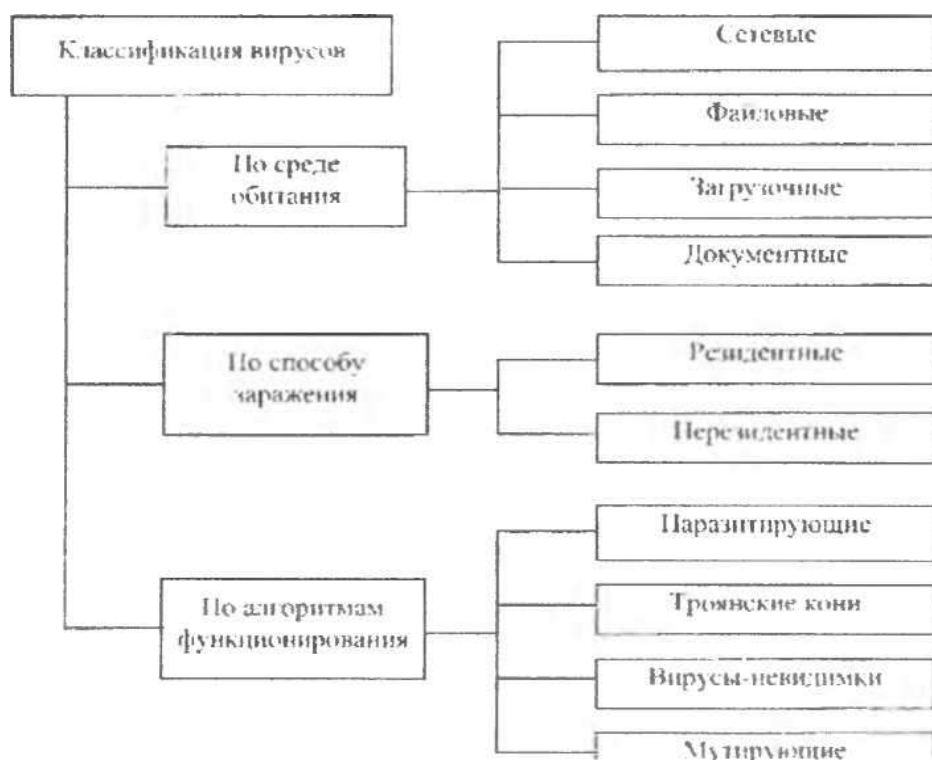 Классификация вирусов
По среде
обитания
Сетевые
Файловые
Загрузочные
Документные
По способу
заражения
Резидентные
Нерезидентные
По алгоритмам
функционирования
Паразитирующие
Троянские кони
Вирусы-невидимки
Мутирующие